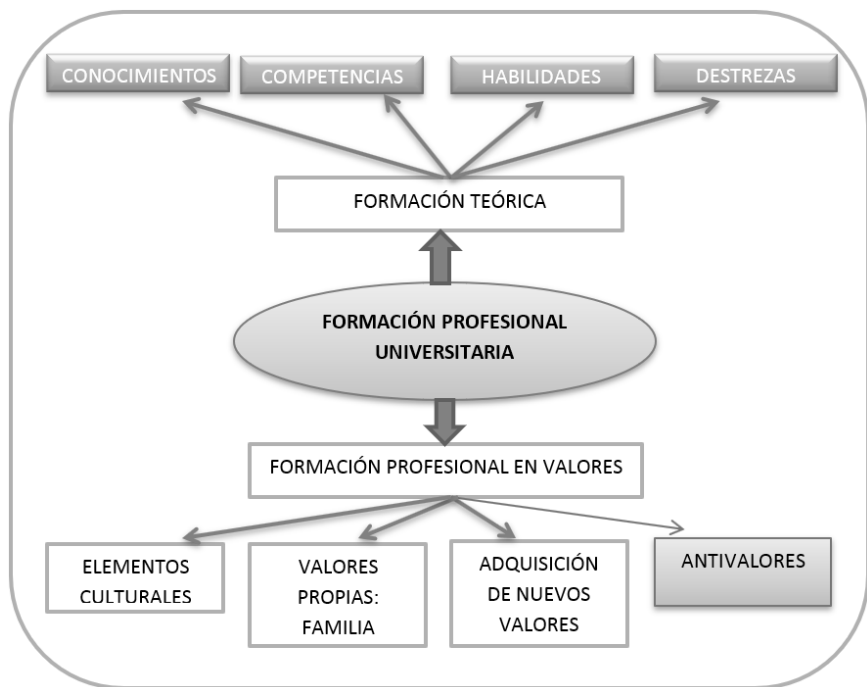 CONOCIMIENTOS
COMPETENCIAS
HABILIDADES
DESTREZAS
FORMACIÓN TEÓRICA
FORMACIÓN PROFESIONAL
UNIVERSITARIA
FORMACIÓN PROFESIONAL EN VALORES
ELEMENTOS
CULTURALES
VALORES
PROPIAS:
FAMILIA
ADQUISICIÓN
DE NUEVOS
VALORES
ANTIVALORES